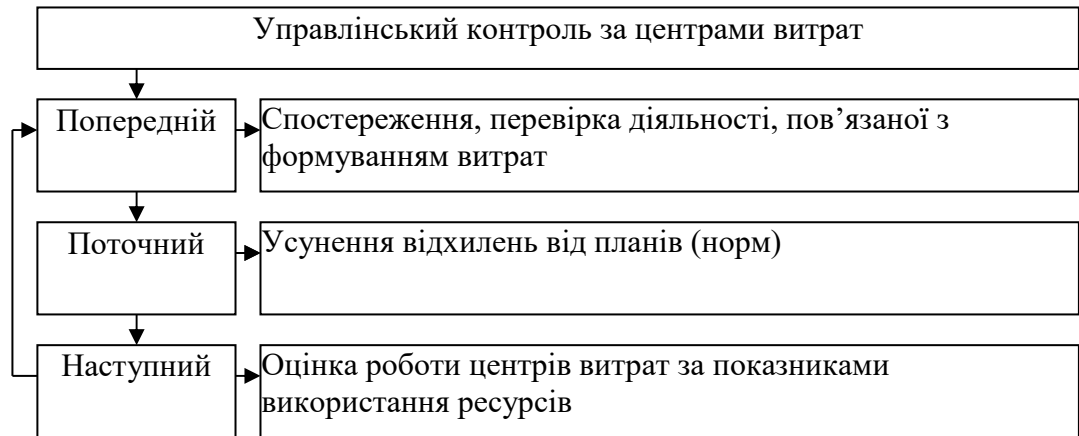 Управлінський контроль за центрами витрат
Попередній
Спостереження, перевірка діяльності, пов’язаної з
формуванням витрат
Поточний
Усунення відхилень від планів (норм)
Наступний
Оцінка роботи центрів витрат за показниками
використання ресурсів